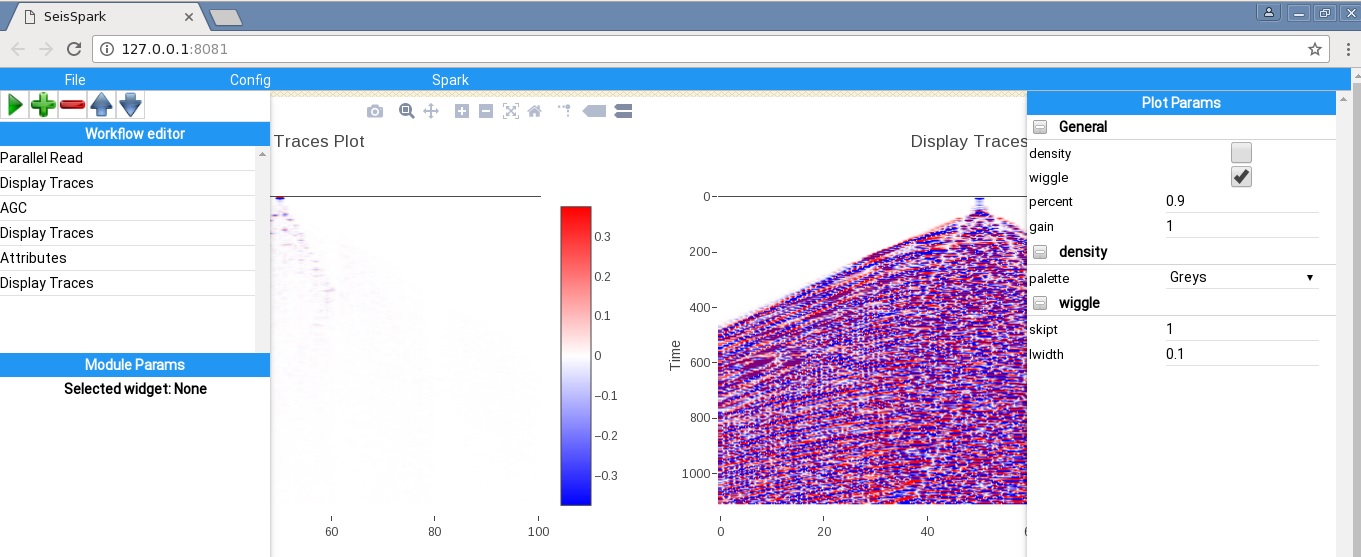 SeisSpark
127.0.0.1:8081
File Config Spark
Workflow editor
Parallel Read
Display Traces
AGC
Display Traces
Attributes
Display Traces
Module Params
Selected widget: None
Traces Plot
0.3
0.2
0.1
0
−0.1
−0.2
−0.3
60 80 100
Display Traces
Time
0
200
400
600
800
1000
0 20 40
Plot Params
General
density
wiggle
percent 0.9
gain 1
density
palette Greys
wiggle
skipt 1
lwidth 0.1